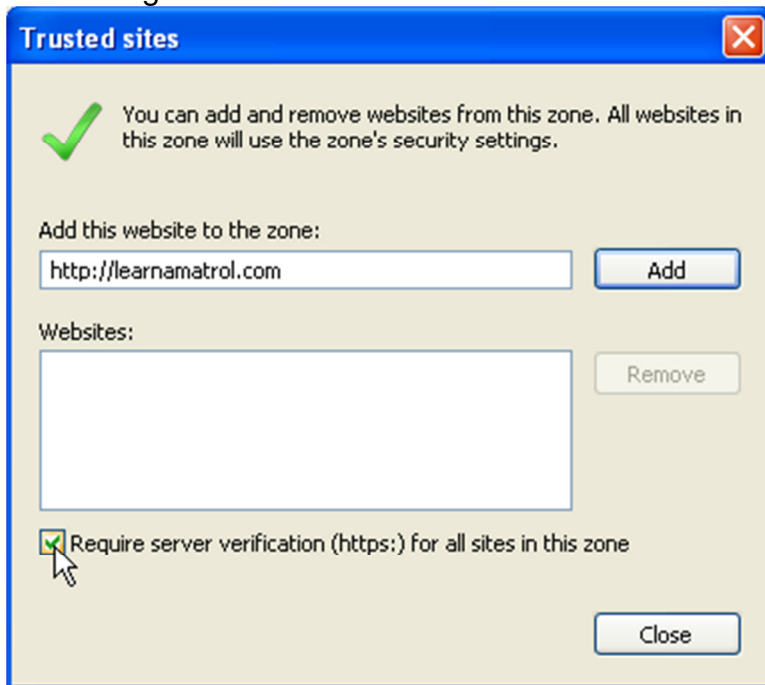 Trusted sites
You can add and remove websites from this zone. All websites in
this zone will use the zone's security settings.
Add this website to the zone:
http://learnamatrol.com
Add
Websites:
Remove
Require server verification (https:) for all sites in this zone
Close